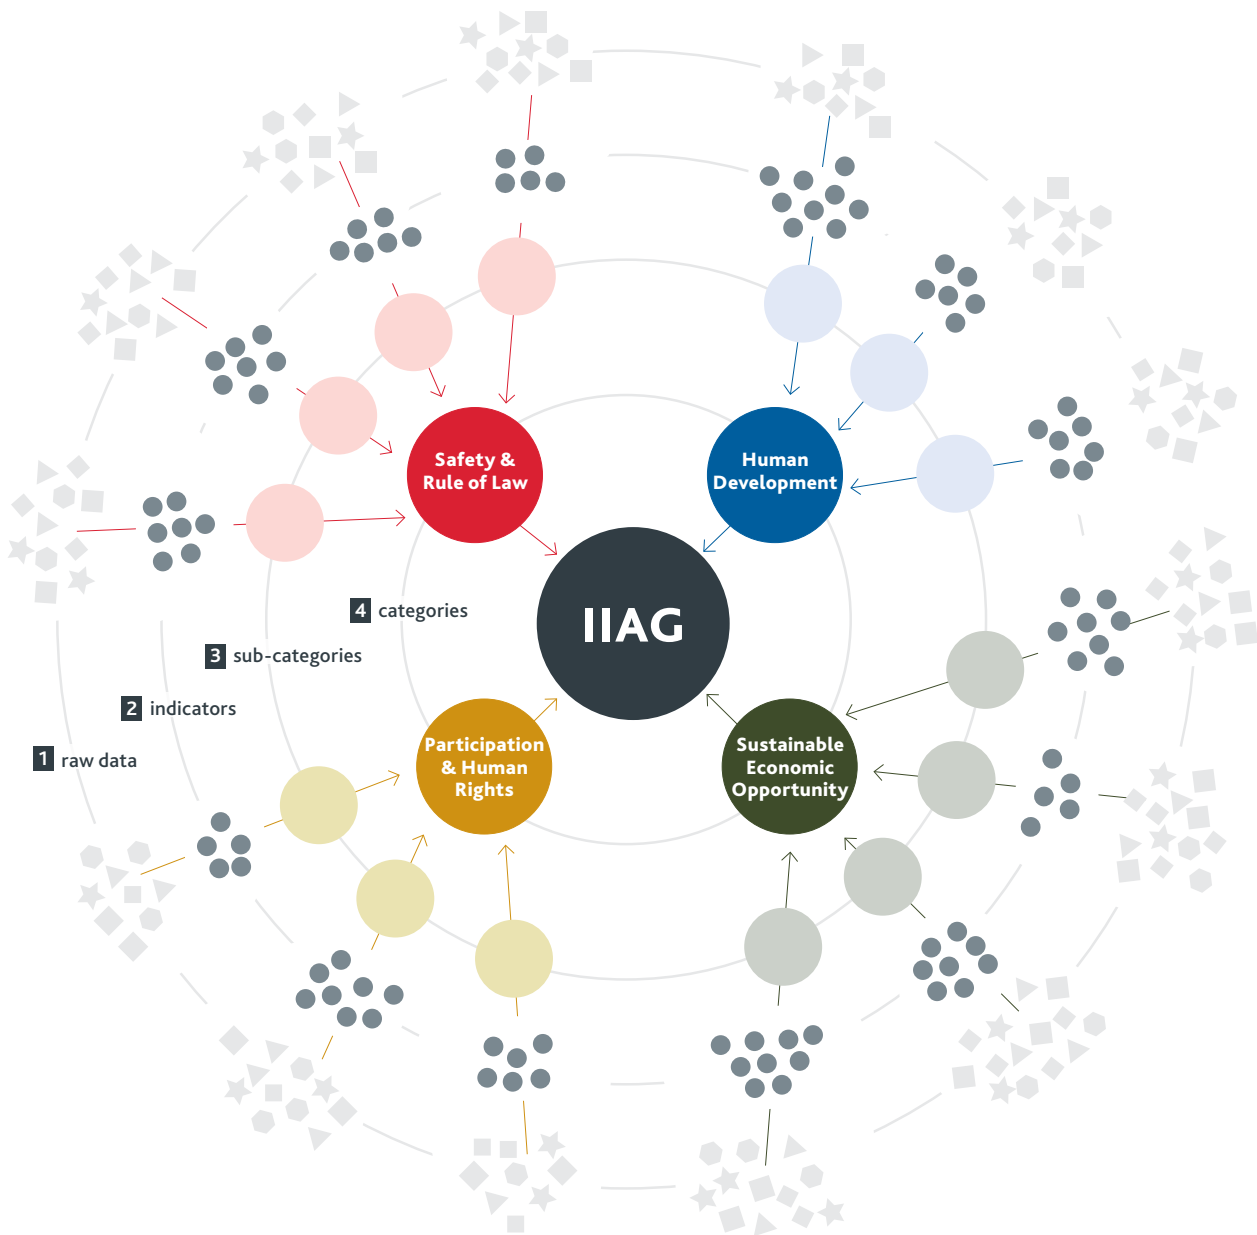 Safety &
Rule of Law
Human
Development
IIAG
4 categories
3 sub-categories
2 indicators
1 raw data
Participation
& Human
Rights
Sustainable
Economic
Opportunity